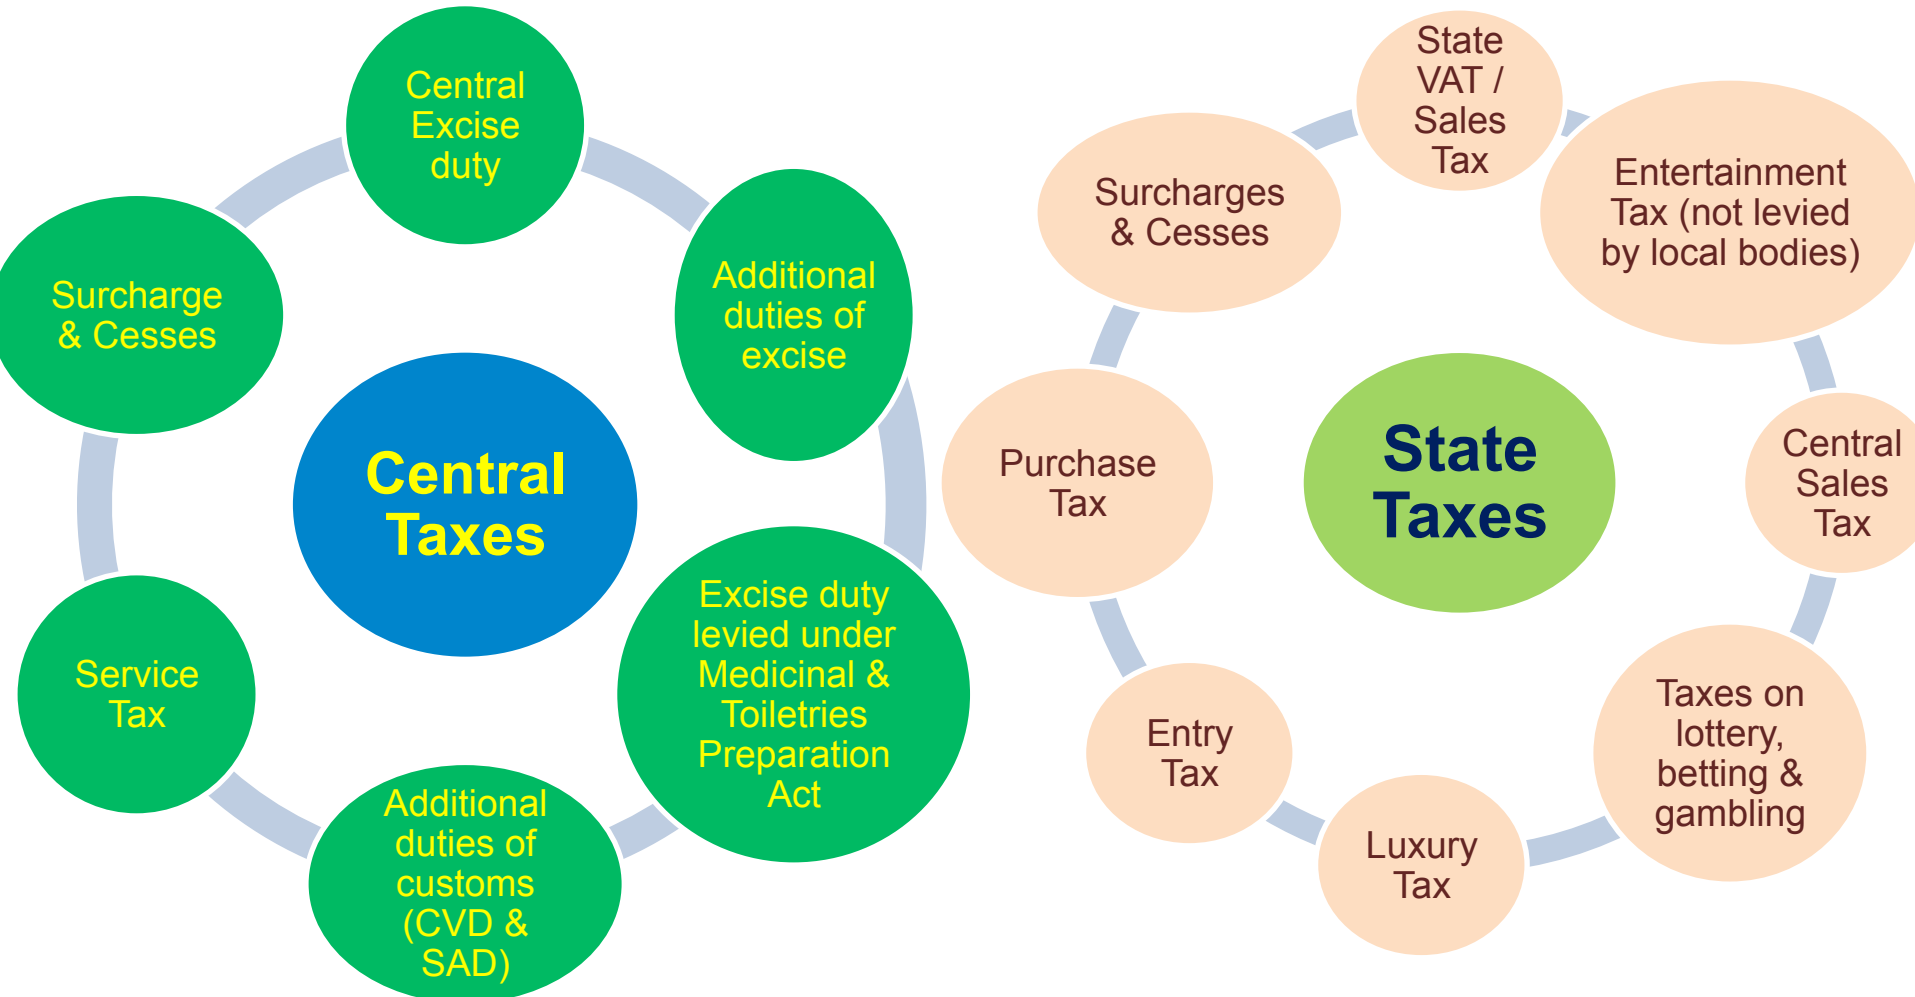 Central
Excise
duty
Additional
duties of
excise
Excise duty
levied under
Medicinal &
Toiletries
Preparation
Act
Additional
duties of
customs
(CVD &
SAD)
Service
Tax
Surcharge
& Cesses
Central
Taxes
State
VAT /
Sales
Tax
Entertainment
Tax (not levied
by local bodies)
Central
Sales
Tax
Taxes on
lottery,
betting &
gambling
Luxury
Tax
Entry
Tax
Purchase
Tax
Surcharges
& Cesses
State
Taxes